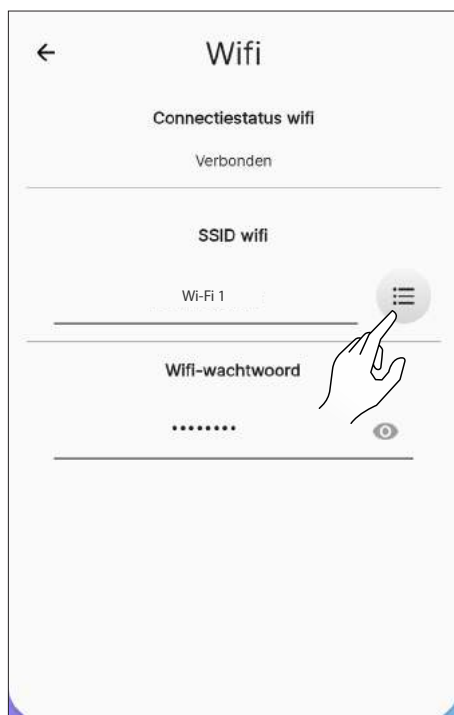 Wifi
Connectiestatus wifi
Verbonden
SSID wifi
Wi-Fi 1
Wifi-wachtwoord
••••••••